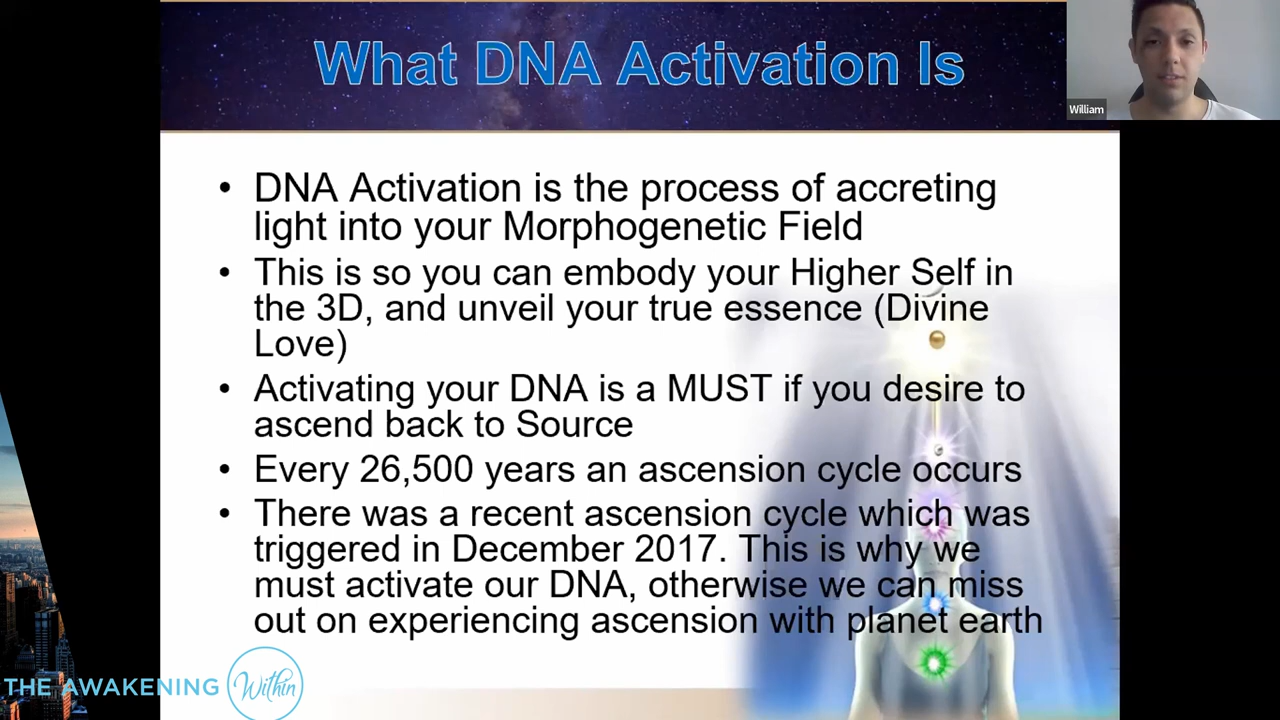 What DNA Activation Is
William
• DNA Activation is the process of accreting
light into your Morphogenetic Field
• This is so you can embody your Higher Self in
the 3D, and unveil your true essence (Divine
Love)
• Activating your DNA is a MUST if you desire to
ascend back to Source
• Every 26,500 years an ascension cycle occurs
• There was a recent ascension cycle which was
triggered in December 2017. This is why we
must activate our DNA, otherwise we can miss
out on experiencing ascension with planet earth
THE AWAKENING Within